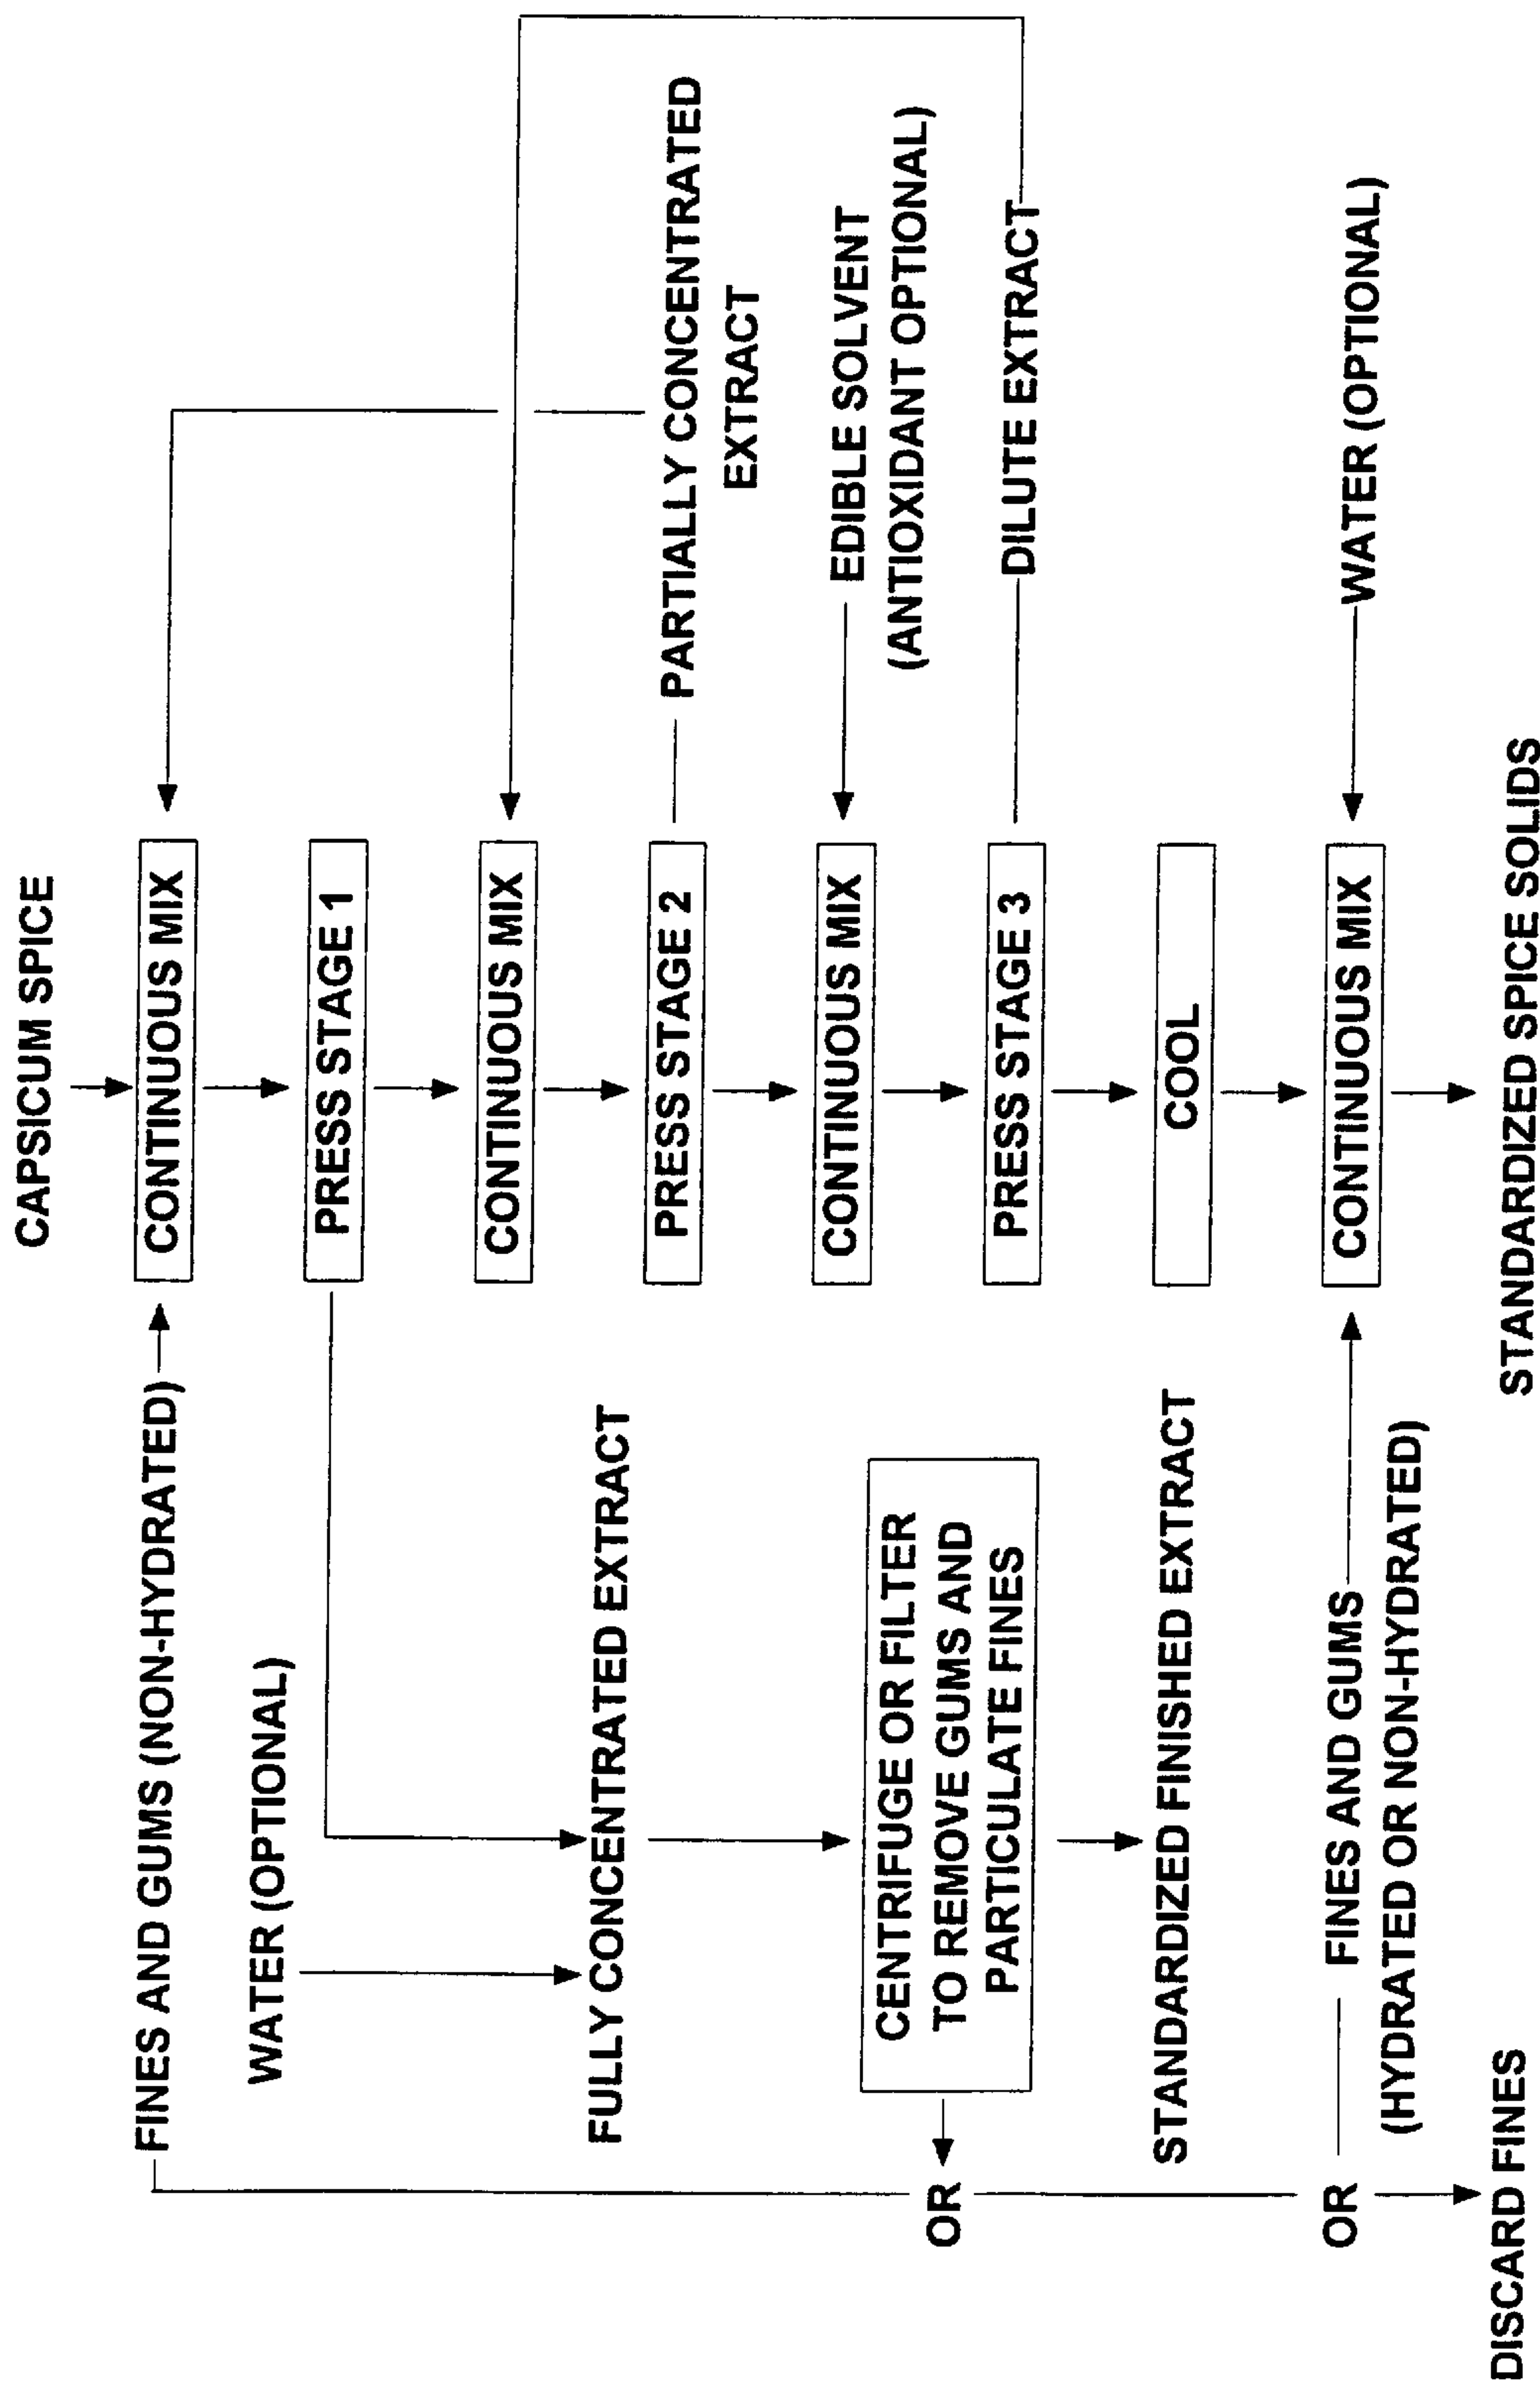 CAPSICUM SPICE
FINES AND GUMS (NON-HYDRATED)
CONTINUOUS MIX
WATER (OPTIONAL)
PRESS STAGE 1
CONTINUOUS MIX
FULLY CONCENTRATED EXTRACT
PRESS STAGE 2
PARTIALLY CONCENTRATED
EXTRACT
CONTINUOUS MIX
EDIBLE SOLVENT
(ANTIOXIDANT OPTIONAL)
CENTRIFUGE OR FILTER
TO REMOVE GUMS AND
PARTICULATE FINES
OR
PRESS STAGE 3
DILUTE EXTRACT
STANDARDIZED FINISHED EXTRACT
COOL
OR
FINES AND GUMS
(HYDRATED OR NON-HYDRATED)
CONTINUOUS MIX
WATER (OPTIONAL)
DISCARD FINES
STANDARDIZED SPICE SOLIDS